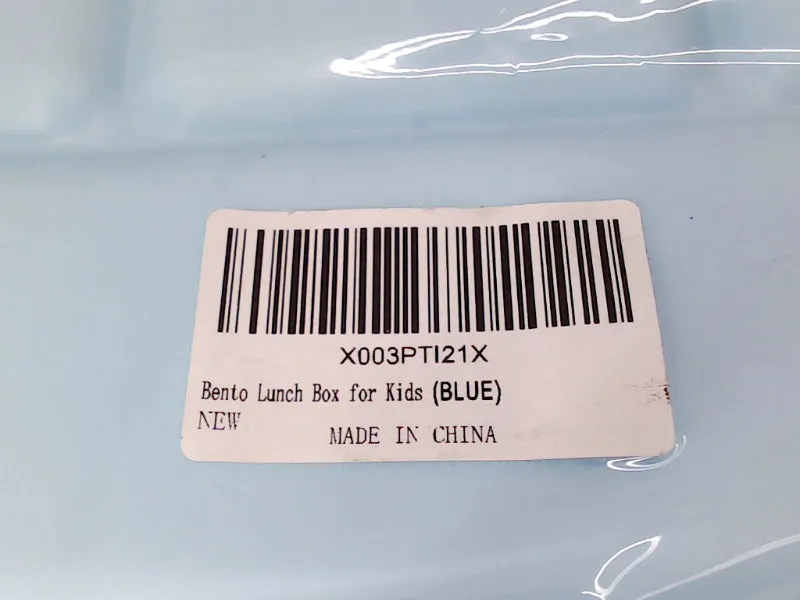 X003PTI21X
Bento Lunch Box for Kids (BLUE)
NEW
MADE IN CHINA